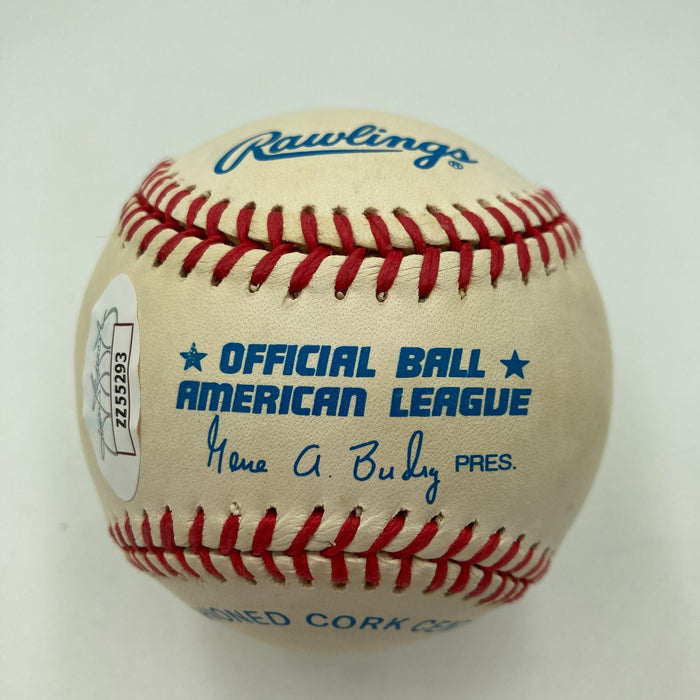 Rawlings®
★ OFFICIAL BALL ★
AMERICAN LEAGUE
Gene A. Budig PRES.
ZZ55293
IONED CORK CEN